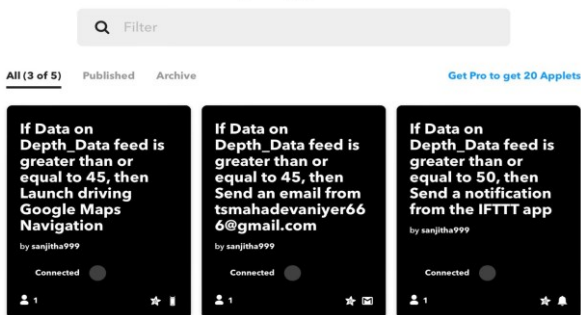 Filter
All (3 of 5) Published Archive Get Pro to get 20 Applets
If Data on
Depth_Data feed is
greater than or
equal to 45, then
Launch driving
Google Maps
Navigation
by sanjitha999
Connected
1
If Data on
Depth_Data feed is
greater than or
equal to 45, then
Send an email from
tsmahadevaniyer66
6@gmail.com
by sanjitha999
Connected
1
If Data on
Depth_Data feed is
greater than or
equal to 50, then
Send a notification
from the IFTTT app
by sanjitha999
Connected
1